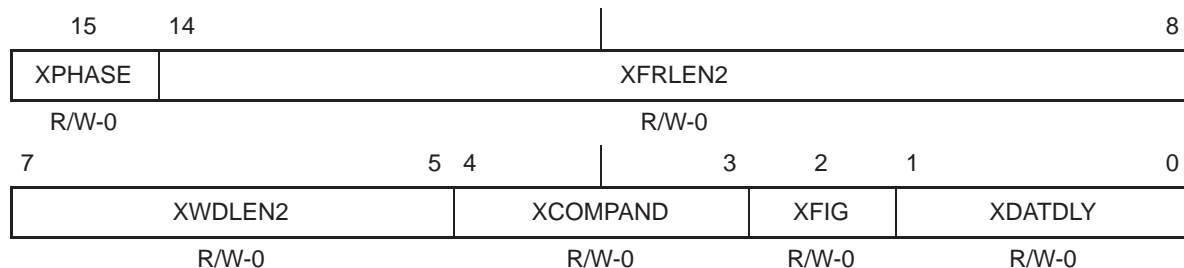 15 14 8
XPHASE XFRLEN2
R/W-0 R/W-0
7 5 4 3 2 1 0
XWDLEN2 XCOMPAND XFIG XDATDLY
R/W-0 R/W-0 R/W-0 R/W-0